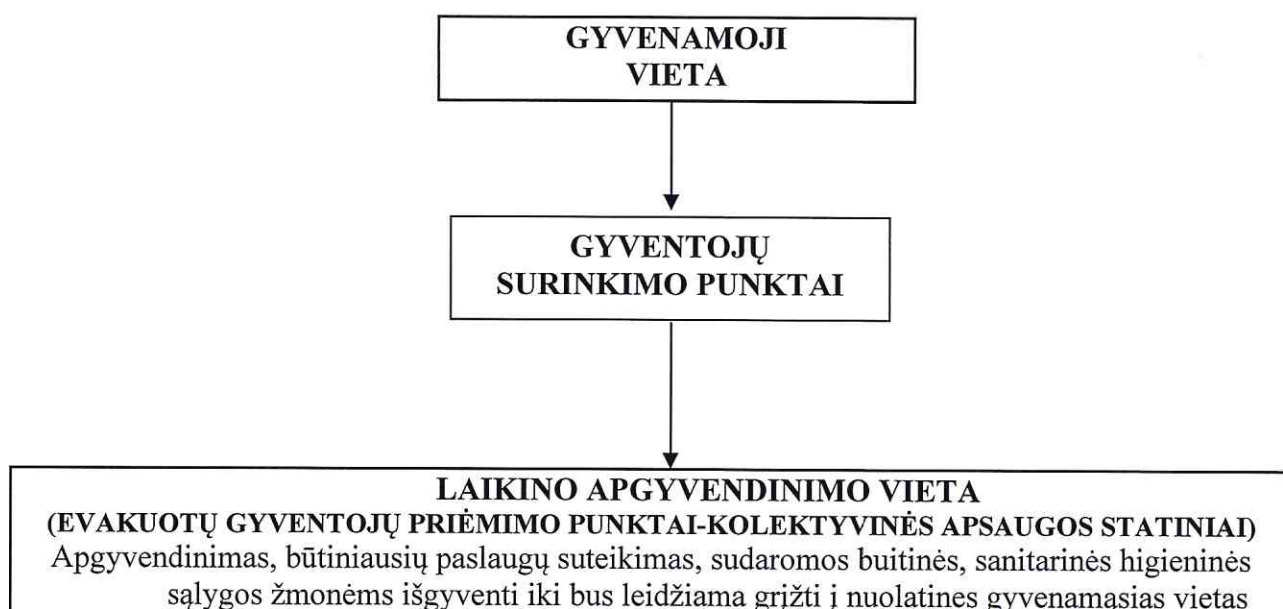 GYVENAMOJI
VIETA
GYVENTOJŲ
SURINKIMO PUNKTAI
LAIKINO APGYVENDINIMO VIETA
(EVAKUOTŲ GYVENTOJŲ PRIĖMIMO PUNKTAI-KOLEKTYVINĖS APSAUGOS STATINIAI)
Apgyvendinimas, būtiniausių paslaugų suteikimas, sudaromos buitinės, sanitarinės higieninės
sąlygos žmonėms išgyventi iki bus leidžiama grįžti į nuolatines gyvenamąsias vietas